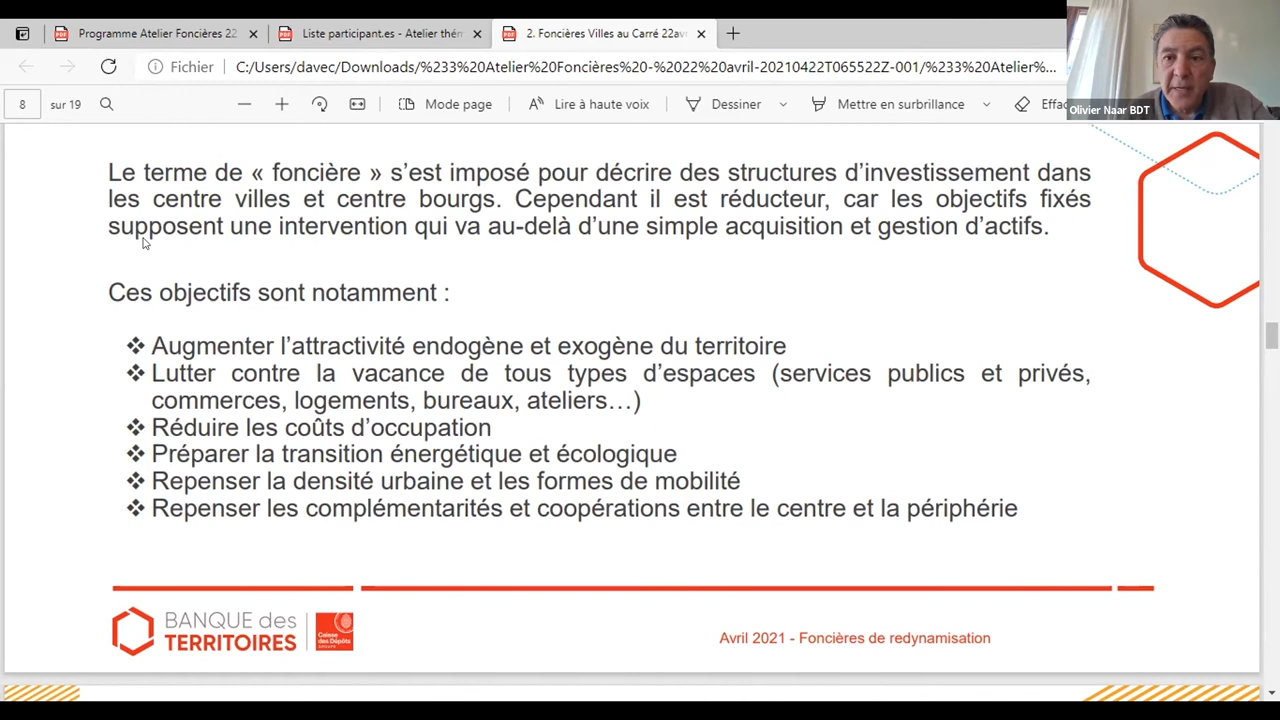 Programme Atelier Foncières 22
Liste participant.es - Atelier thém
2. Foncières Villes au Carré 22avr
Fichier
C:/Users/davec/Downloads/%233%20Atelier%20Foncières%20-%2022%20avril-20210422T065522Z-001/%233%20Atelier%...
8 sur 19
Mode page
Lire à haute voix
Dessiner
Mettre en surbrillance
Effa
Olivier Naar BDT
Le terme de « foncière » s’est imposé pour décrire des structures d’investissement dans
les centre villes et centre bourgs. Cependant il est réducteur, car les objectifs fixés
supposent une intervention qui va au-delà d’une simple acquisition et gestion d’actifs.
Ces objectifs sont notamment :
❖ Augmenter l’attractivité endogène et exogène du territoire
❖ Lutter contre la vacance de tous types d’espaces (services publics et privés,
commerces, logements, bureaux, ateliers…)
❖ Réduire les coûts d’occupation
❖ Préparer la transition énergétique et écologique
❖ Repenser la densité urbaine et les formes de mobilité
❖ Repenser les complémentarités et coopérations entre le centre et la périphérie
BANQUE des
TERRITOIRES
Caisse
des Dépôts
GROUPE
Avril 2021 - Foncières de redynamisation